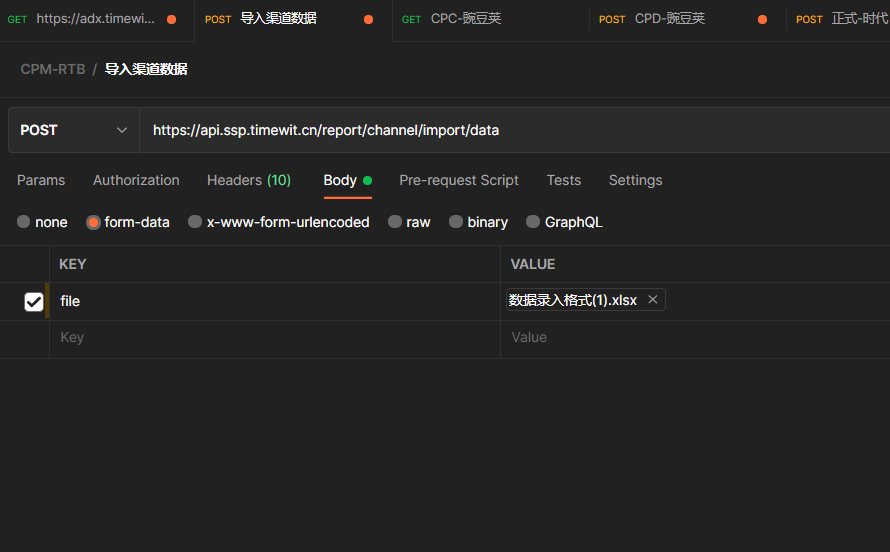 GET https://adx.timewi... POST 导入渠道数据 GET CPC-豌豆荚 POST CPD-豌豆荚 POST 正式-时代
CPM-RTB / 导入渠道数据
POST https://api.ssp.timewit.cn/report/channel/import/data
Params Authorization Headers (10) Body Pre-request Script Tests Settings
none form-data x-www-form-urlencoded raw binary GraphQL
KEY VALUE
file 数据录入格式(1).xlsx
Key Value